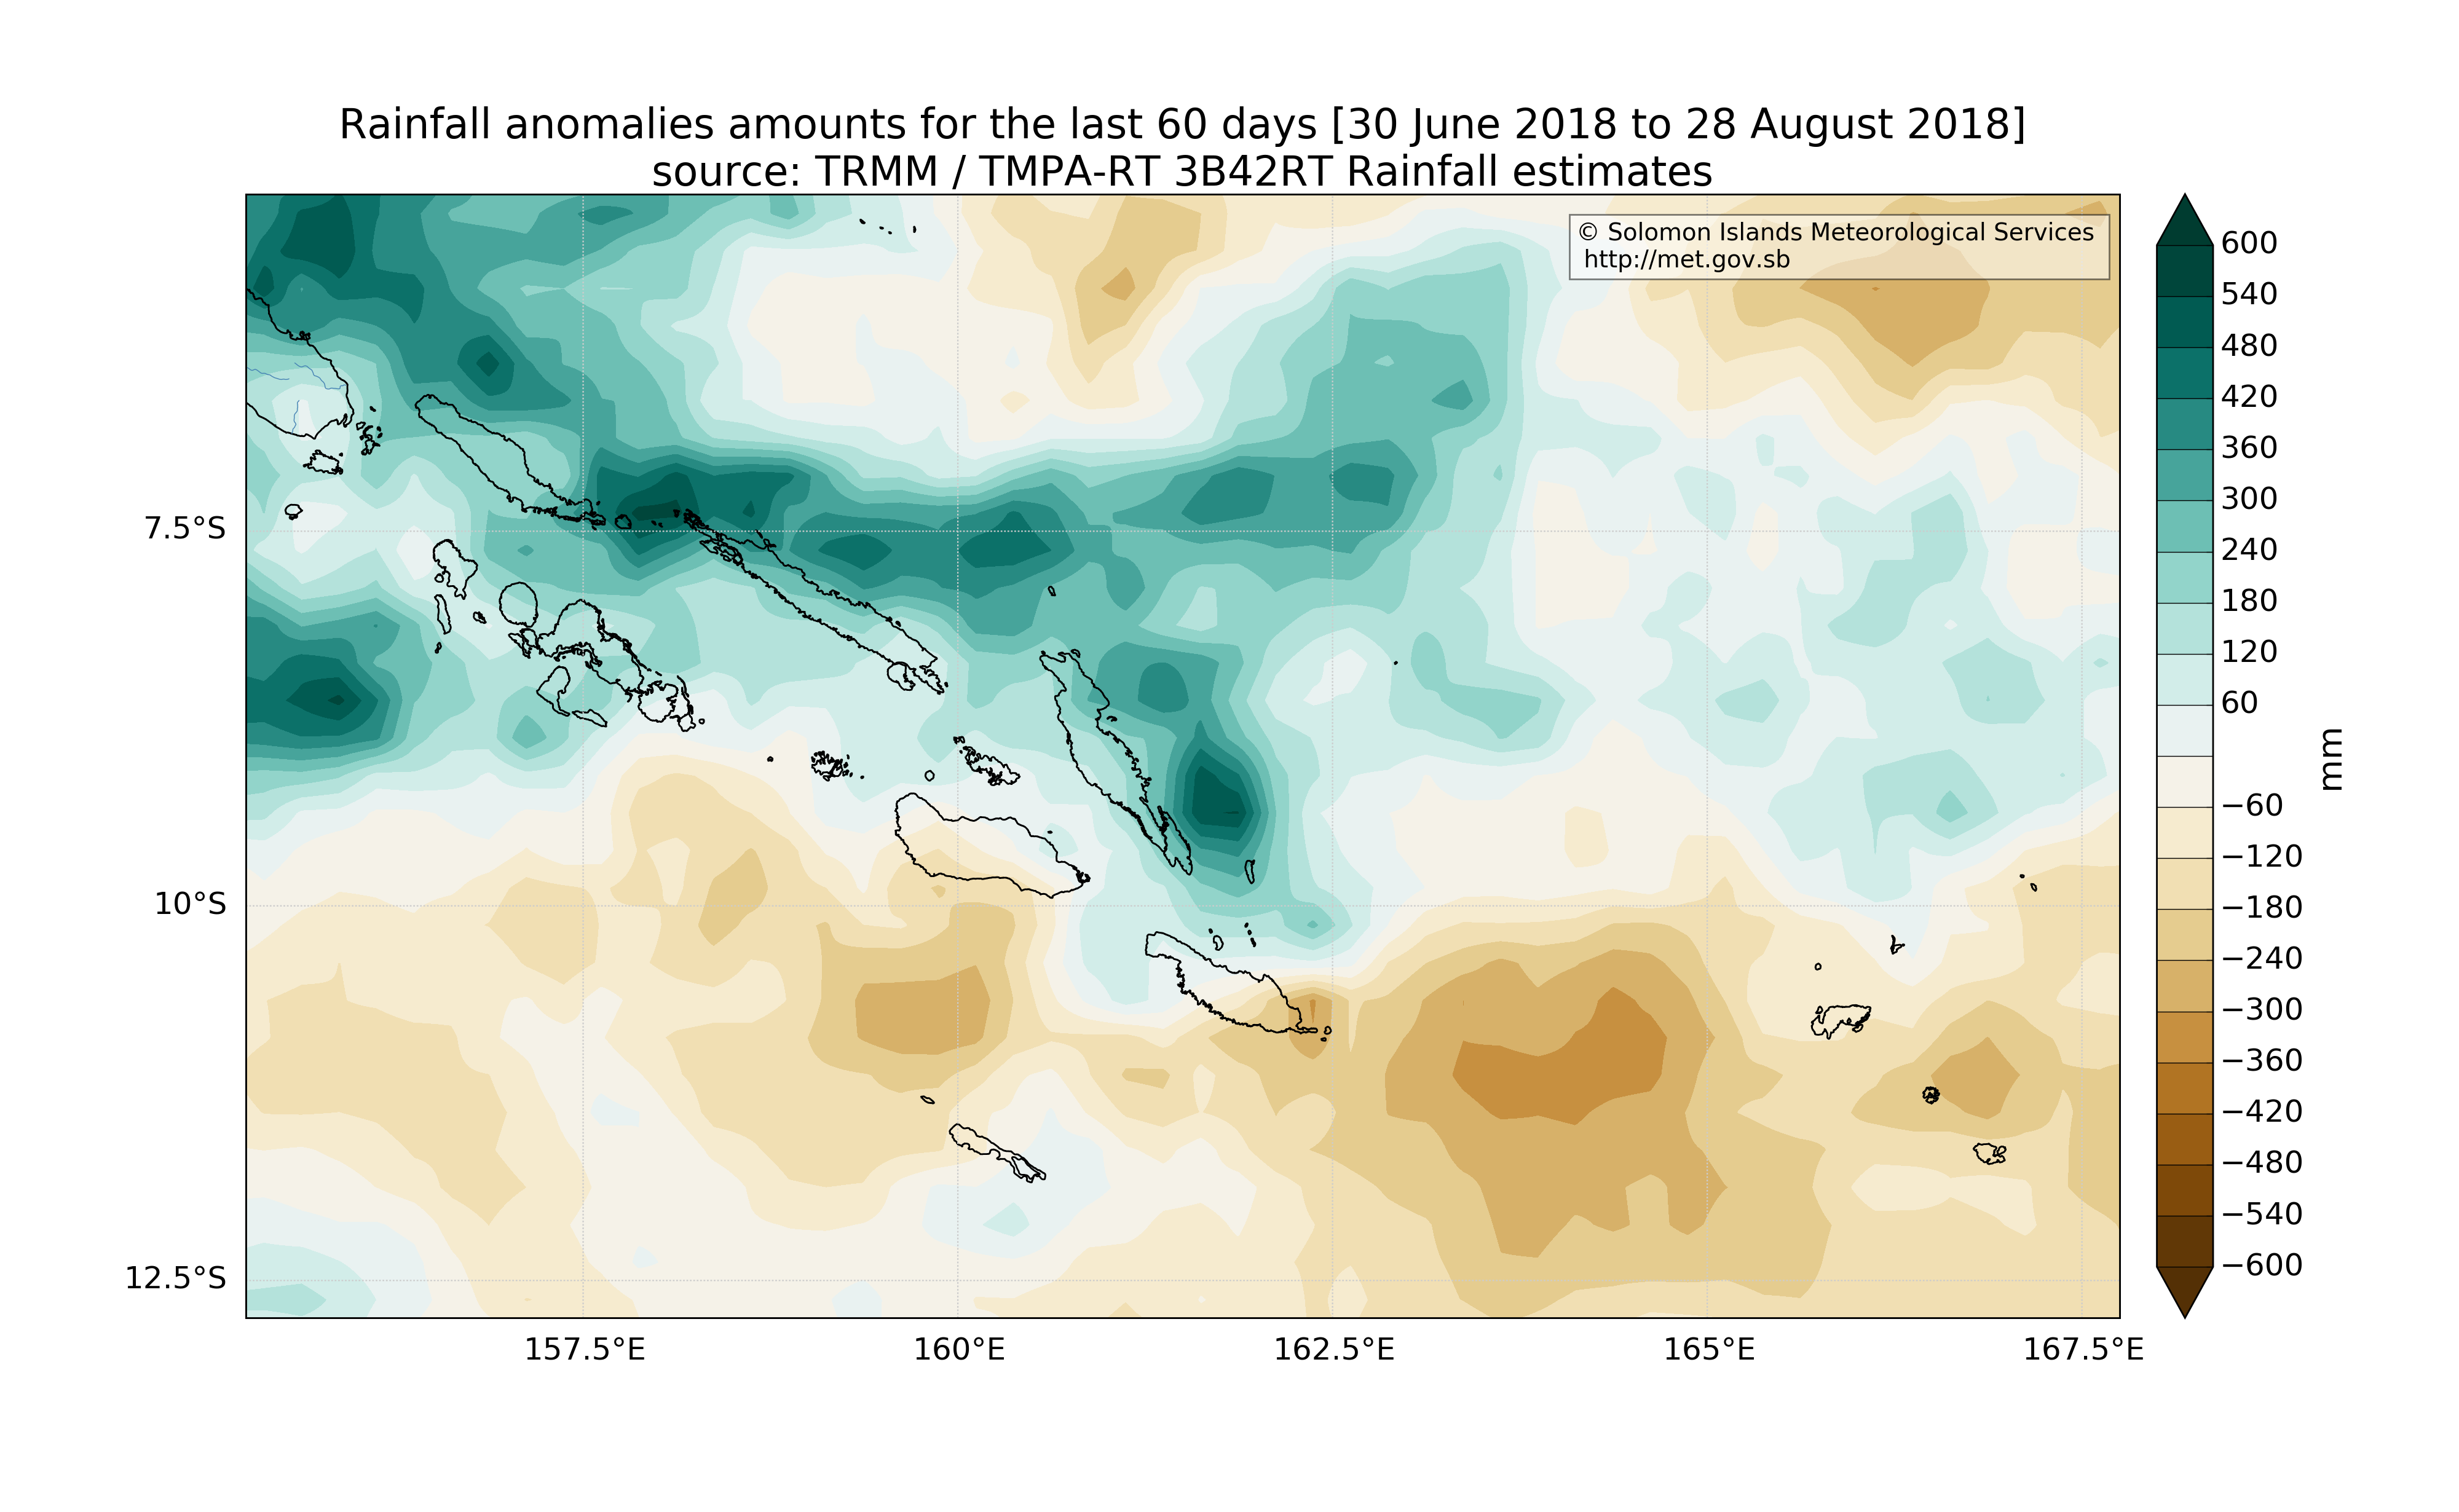 Rainfall anomalies amounts for the last 60 days [30 June 2018 to 28 August 2018]
source: TRMM / TMPA-RT 3B42RT Rainfall estimates
© Solomon Islands Meteorological Services
http://met.gov.sb
7.5°S
10°S
12.5°S
157.5°E
160°E
162.5°E
165°E
167.5°E
600
540
480
420
360
300
240
180
120
60
−60
−120
−180
−240
−300
−360
−420
−480
−540
−600
mm